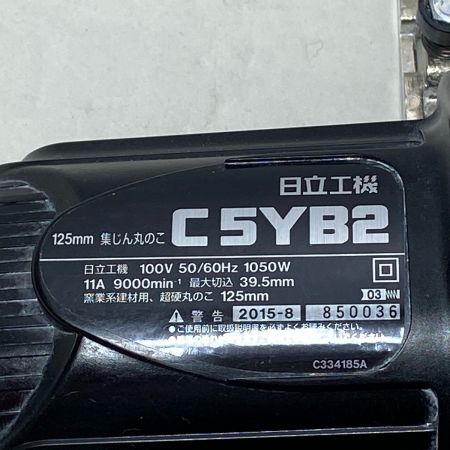 日立工機
125mm 集じん丸のこ C5YB2
日立工機 100V 50/60Hz 1050W
11A 9000min⁻¹ 最大切込 39.5mm
窯業系建材用、超硬丸のこ 125mm
03
警告 2015-8 850036
●ご使用前に取扱説明書を必ずよくお読みください。
C334185A